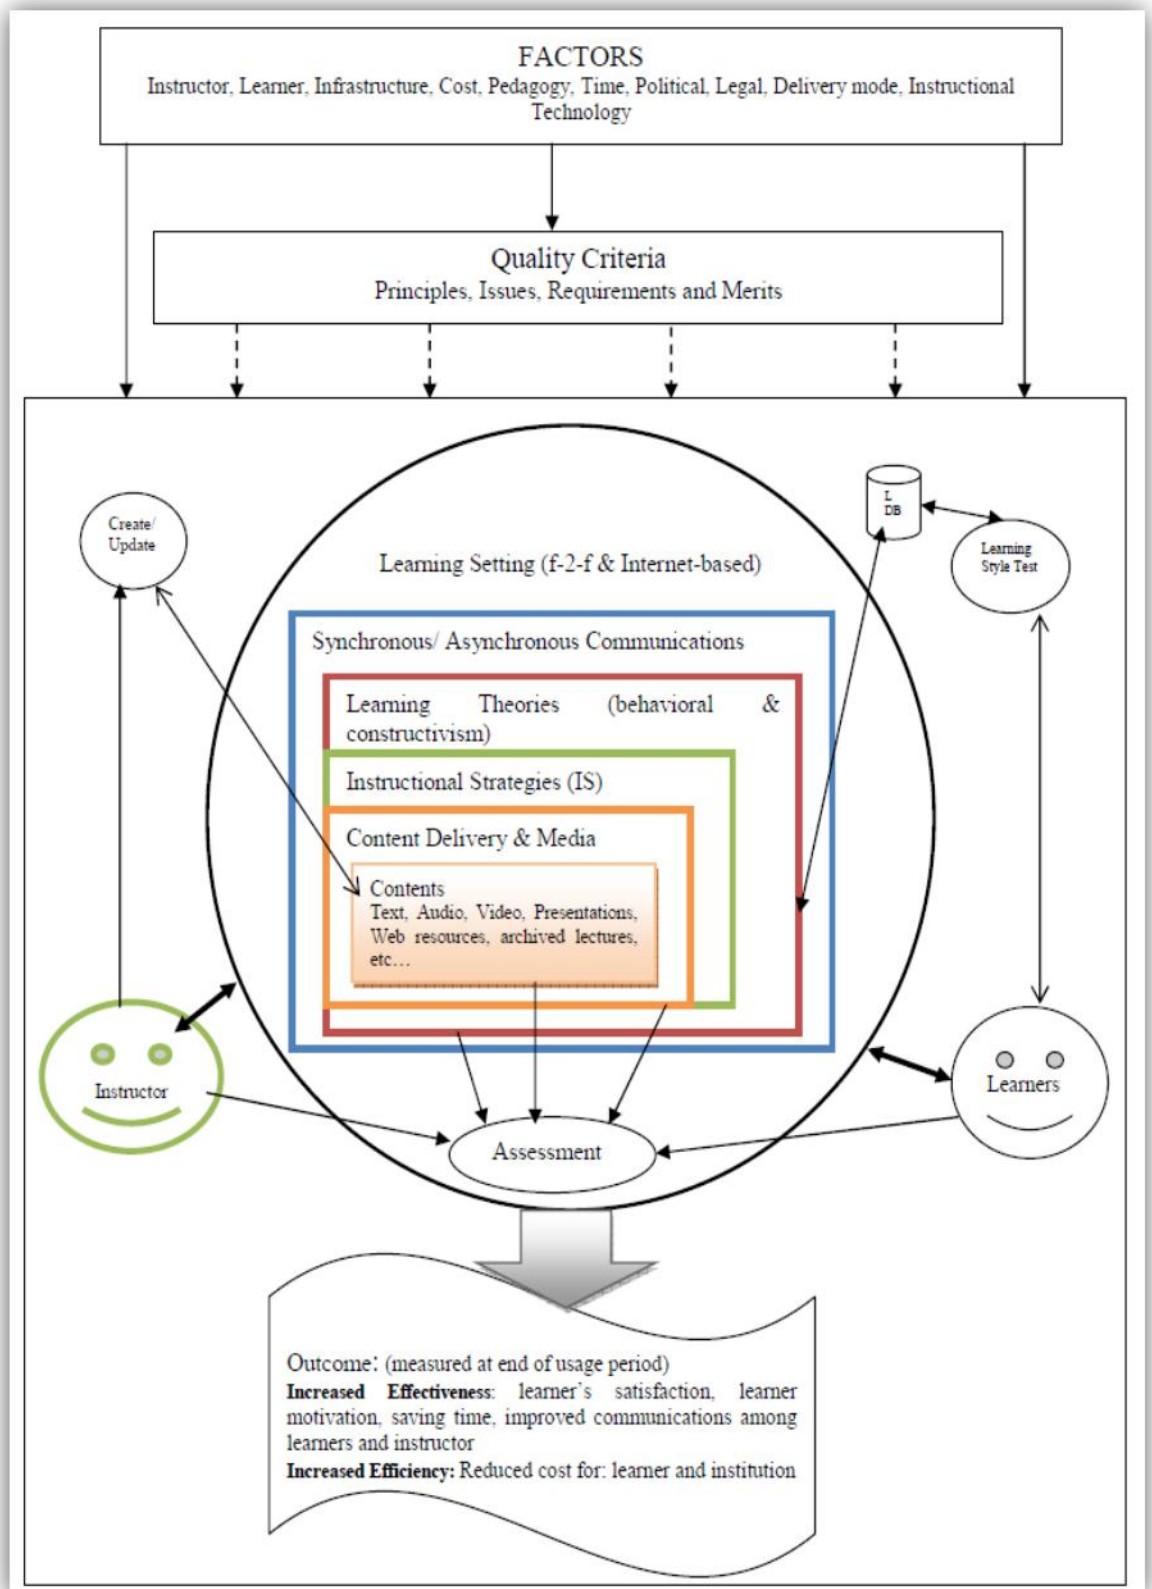 FACTORS
Instructor, Learner, Infrastructure, Cost, Pedagogy, Time, Political, Legal, Delivery mode, Instructional
Technology
Quality Criteria
Principles, Issues, Requirements and Merits
Create/
Update
L
DB
Learning
Style Test
Learning Setting (f-2-f & Internet-based)
Synchronous/ Asynchronous Communications
Learning Theories (behavioral &
constructivism)
Instructional Strategies (IS)
Content Delivery & Media
Contents
Text, Audio, Video, Presentations,
Web resources, archived lectures,
etc…
Instructor
Learners
Assessment
Outcome: (measured at end of usage period)
Increased Effectiveness: learner`s satisfaction, learner
motivation, saving time, improved communications among
learners and instructor
Increased Efficiency: Reduced cost for: learner and institution